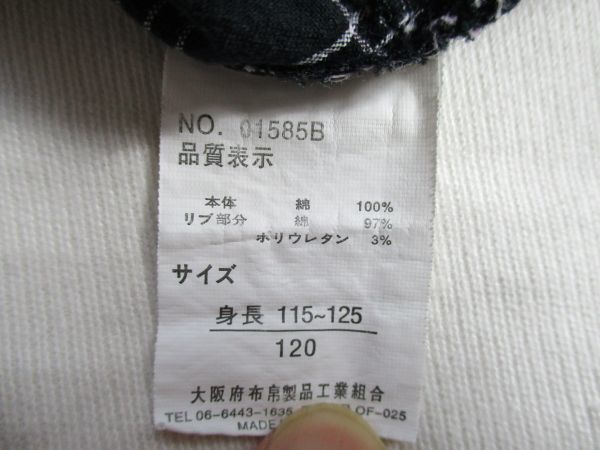 NO. 01585B
品質表示
本体 綿 100%
リブ部分 綿 97%
ポリウレタン 3%
サイズ
身長 115~125
120
大阪府布帛製品工業組合
TEL 06-6443-1635 OF-025
MADE